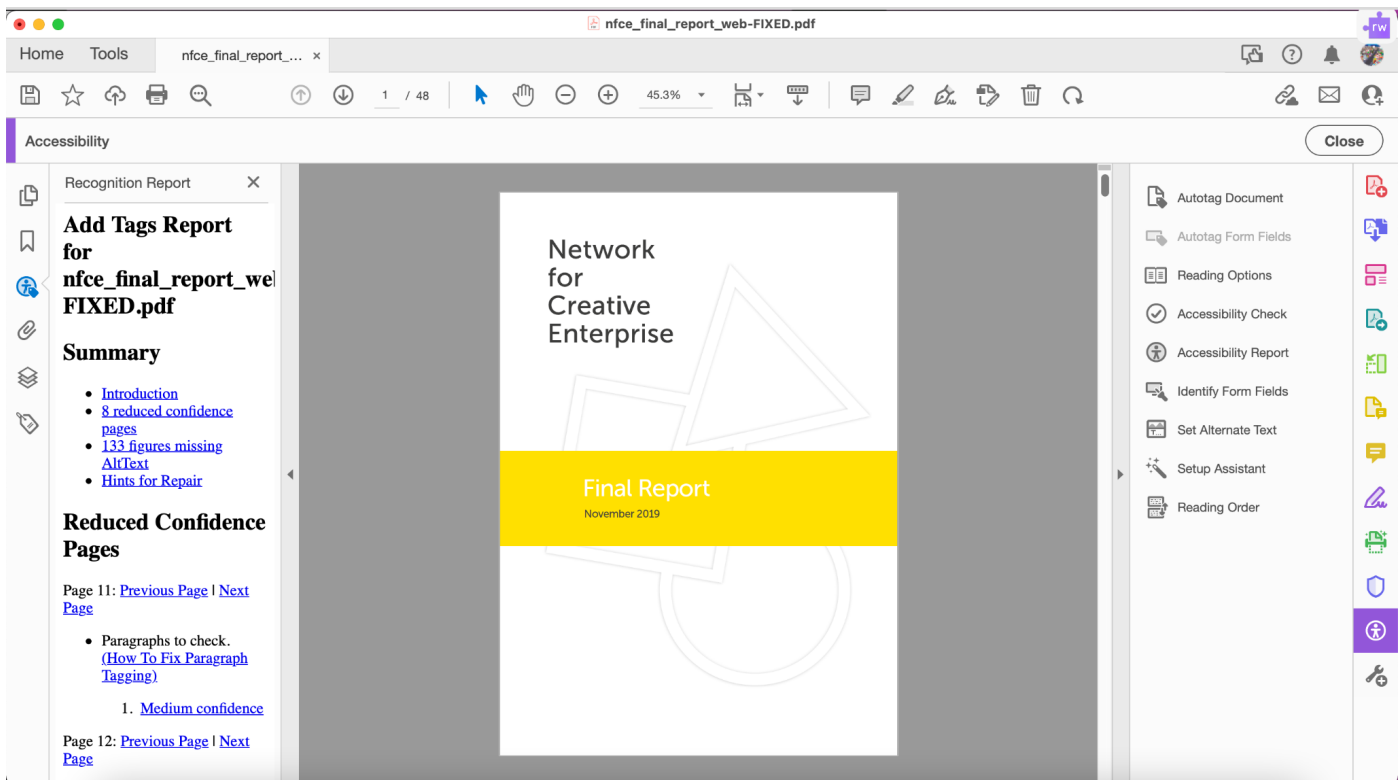 nfce_final_report_web-FIXED.pdf
rw
Home
Tools
nfce_final_report_... ×
1 / 48
45.3%
Accessibility
Close
Recognition Report
Add Tags Report
for
nfce_final_report_we
FIXED.pdf
Summary
• Introduction
• 8 reduced confidence
pages
• 133 figures missing
AltText
• Hints for Repair
Reduced Confidence
Pages
Page 11: Previous Page | Next
Page
• Paragraphs to check.
(How To Fix Paragraph
Tagging)
1. Medium confidence
Page 12: Previous Page | Next
Page
Network
for
Creative
Enterprise
Final Report
November 2019
Autotag Document
Autotag Form Fields
Reading Options
Accessibility Check
Accessibility Report
Identify Form Fields
Set Alternate Text
Setup Assistant
Reading Order